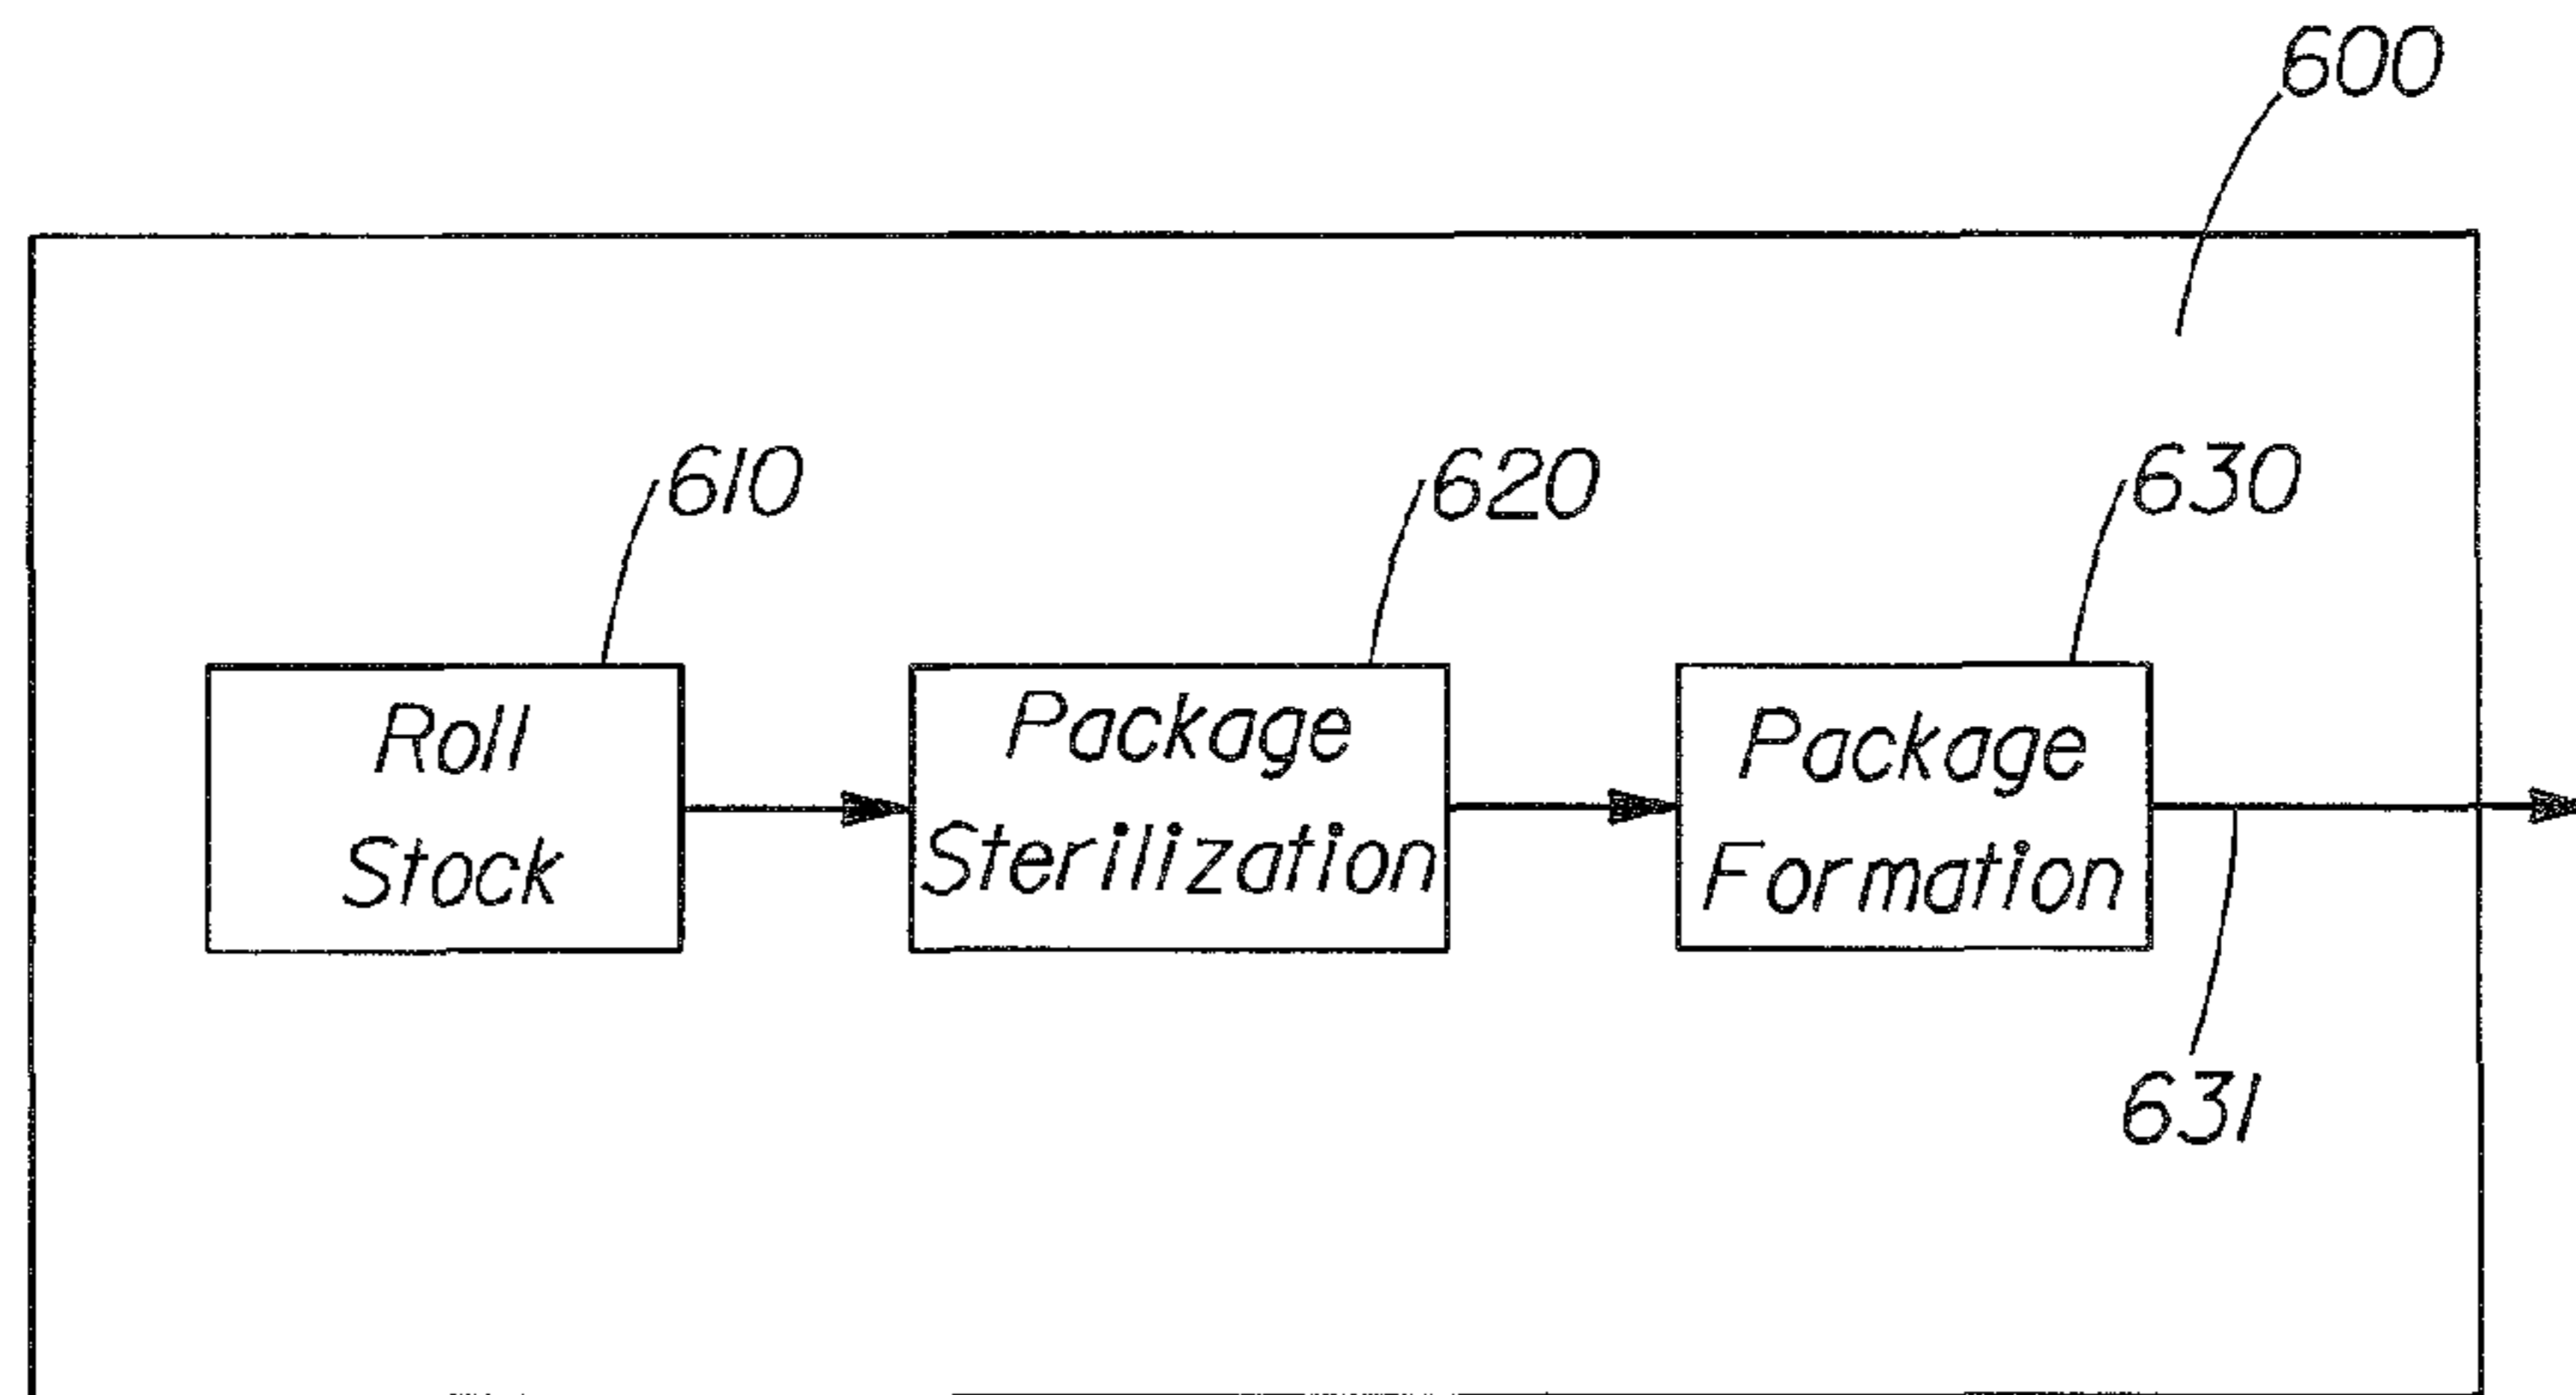 600
610
620
630
Roll
Stock
Package
Sterilization
Package
Formation
631